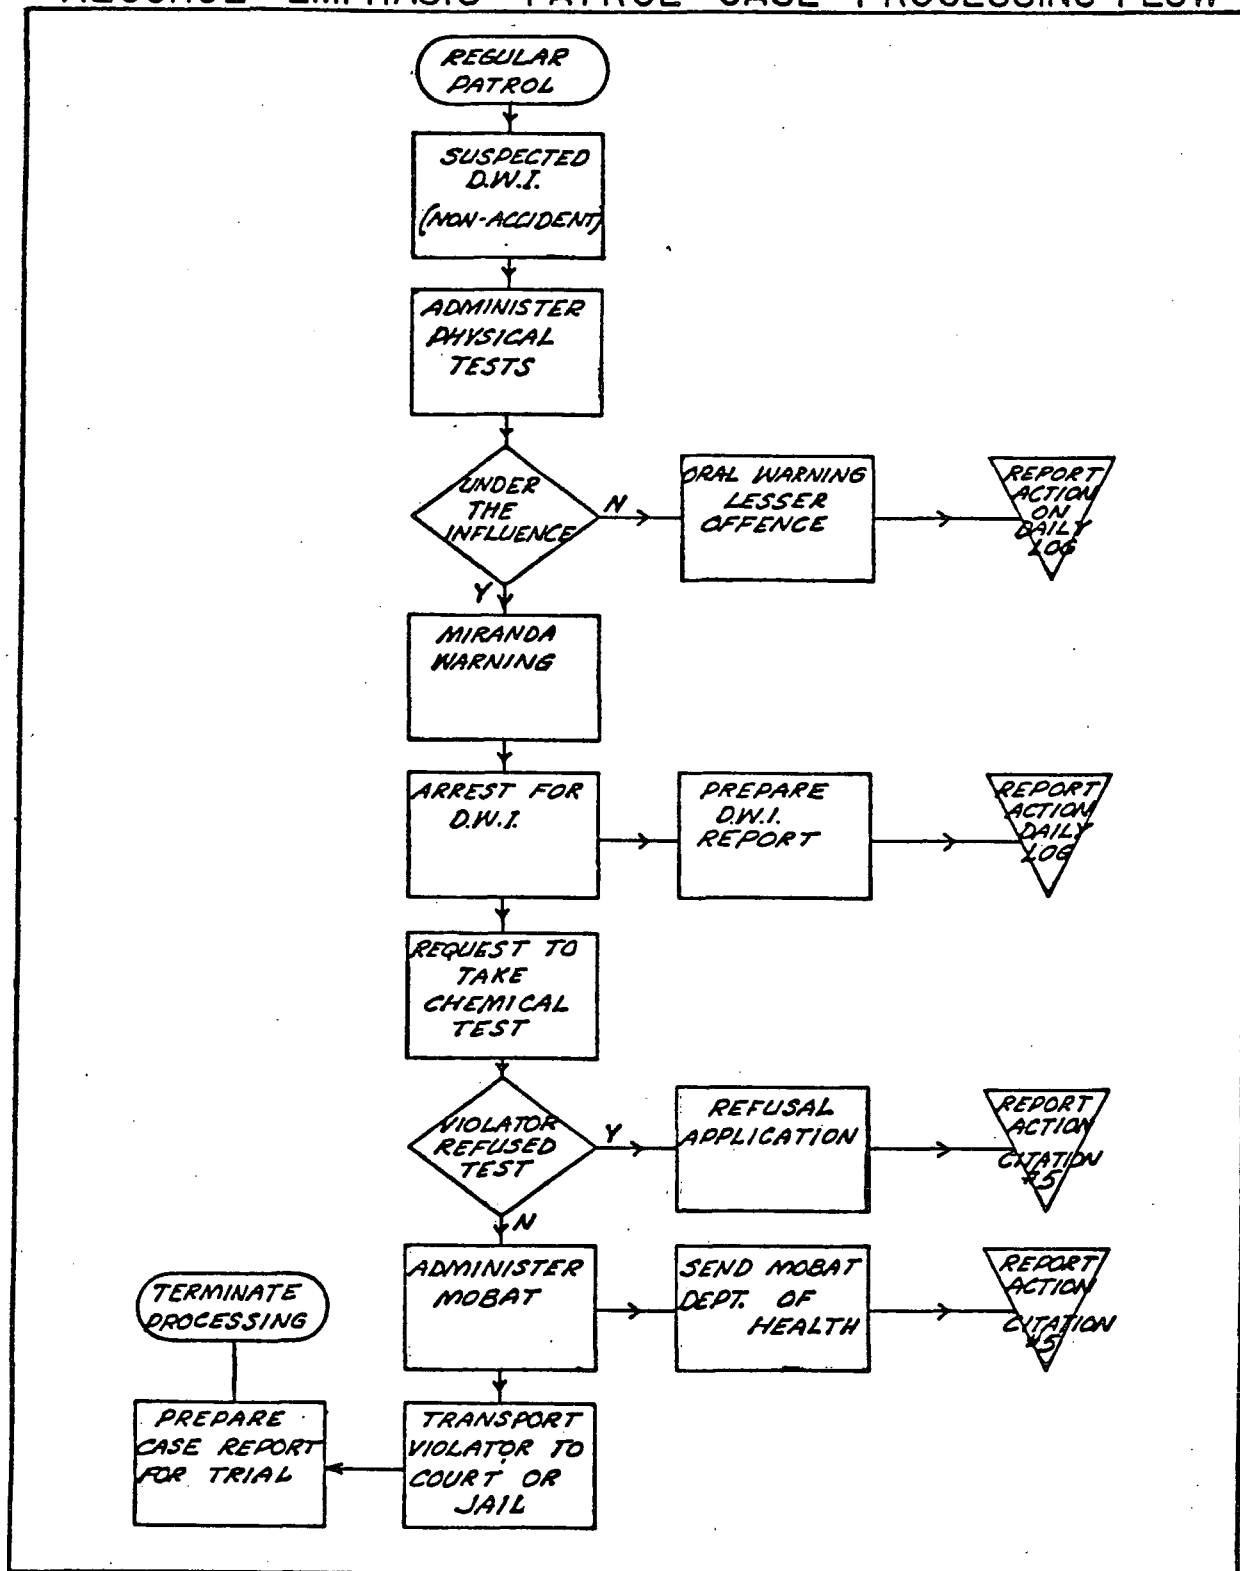 EMPHASIS PATROL CASE PROCESSING FLOW
REGULAR
PATROL
SUSPECTED
D.W.I.
(NON-ACCIDENT)
ADMINISTER
PHYSICAL
TESTS
UNDER
THE
INFLUENCE
N
ORAL WARNING
LESSER
OFFENCE
REPORT
ACTION
ON
DAILY
LOG
Y
MIRANDA
WARNING
ARREST FOR
D.W.I.
PREPARE
D.W.I.
REPORT
REPORT
ACTION
DAILY
LOG
REQUEST TO
TAKE
CHEMICAL
TEST
VIOLATOR
REFUSED
TEST
Y
REFUSAL
APPLICATION
REPORT
ACTION
CITATION
#5
N
ADMINISTER
MOBAT
SEND MOBAT
DEPT. OF
HEALTH
REPORT
ACTION
CITATION
#5
TERMINATE
PROCESSING
PREPARE
CASE REPORT
FOR TRIAL
TRANSPORT
VIOLATOR TO
COURT OR
JAIL